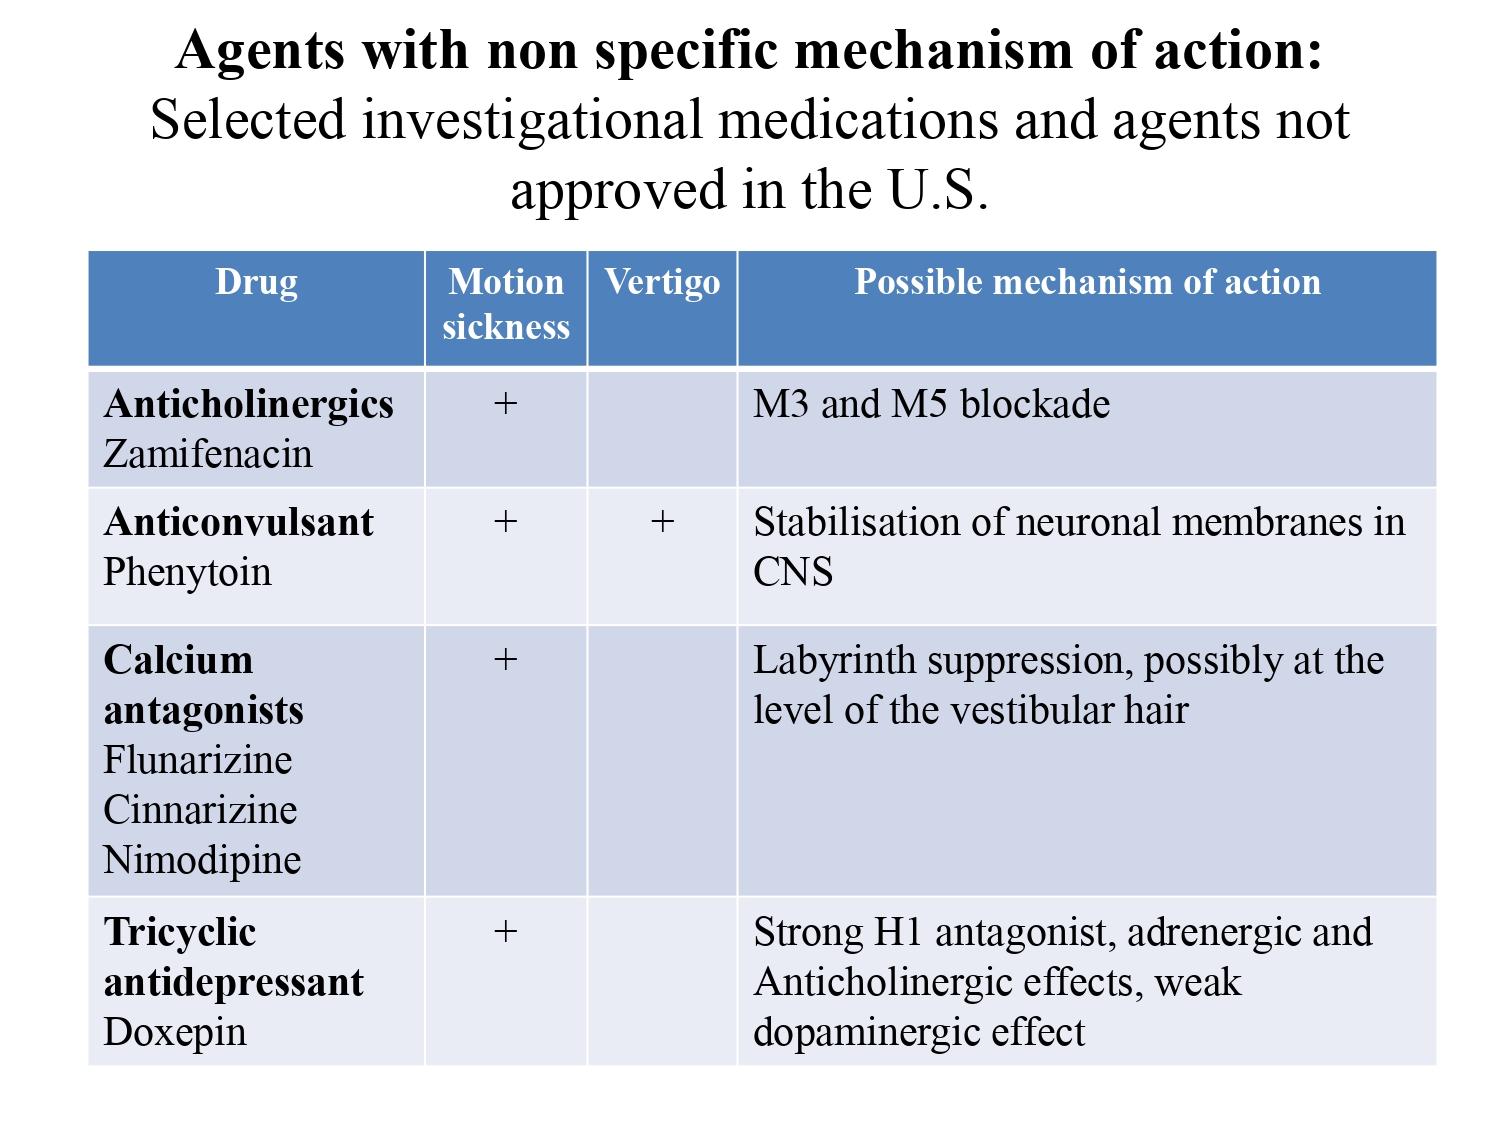 Agents with non specific mechanism of action:
Selected investigational medications and agents not
approved in the U.S.
Drug
Motion
sickness
Vertigo
Possible mechanism of action
Anticholinergics
Zamifenacin
+
M3 and M5 blockade
Anticonvulsant
Phenytoin
+
+
Stabilisation of neuronal membranes in
CNS
Calcium
antagonists
Flunarizine
Cinnarizine
Nimodipine
+
Labyrinth suppression, possibly at the
level of the vestibular hair
Tricyclic
antidepressant
Doxepin
+
Strong H1 antagonist, adrenergic and
Anticholinergic effects, weak
dopaminergic effect